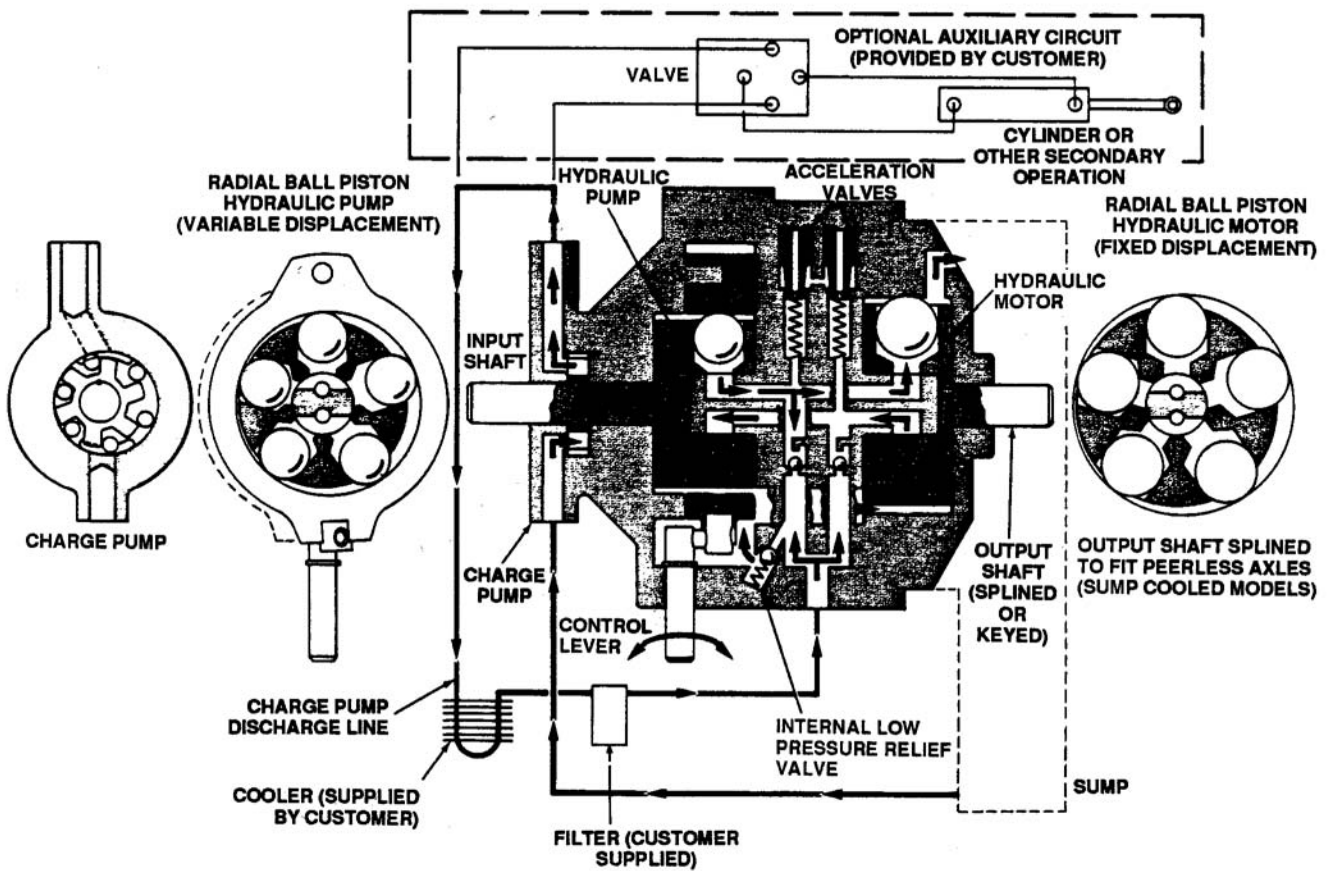 OPTIONAL AUXILIARY CIRCUIT
(PROVIDED BY CUSTOMER)
VALVE
CYLINDER OR
OTHER SECONDARY
OPERATION
RADIAL BALL PISTON
HYDRAULIC PUMP
(VARIABLE DISPLACEMENT)
HYDRAULIC
PUMP
ACCELERATION
VALVES
RADIAL BALL PISTON
HYDRAULIC MOTOR
(FIXED DISPLACEMENT)
HYDRAULIC
MOTOR
INPUT
SHAFT
CHARGE PUMP
CHARGE
PUMP
CONTROL
LEVER
OUTPUT
SHAFT
(SPLINED
OR
KEYED)
OUTPUT SHAFT SPLINED
TO FIT PEERLESS AXLES
(SUMP COOLED MODELS)
CHARGE PUMP
DISCHARGE LINE
INTERNAL LOW
PRESSURE RELIEF
VALVE
COOLER (SUPPLIED
BY CUSTOMER)
FILTER (CUSTOMER
SUPPLIED)
SUMP